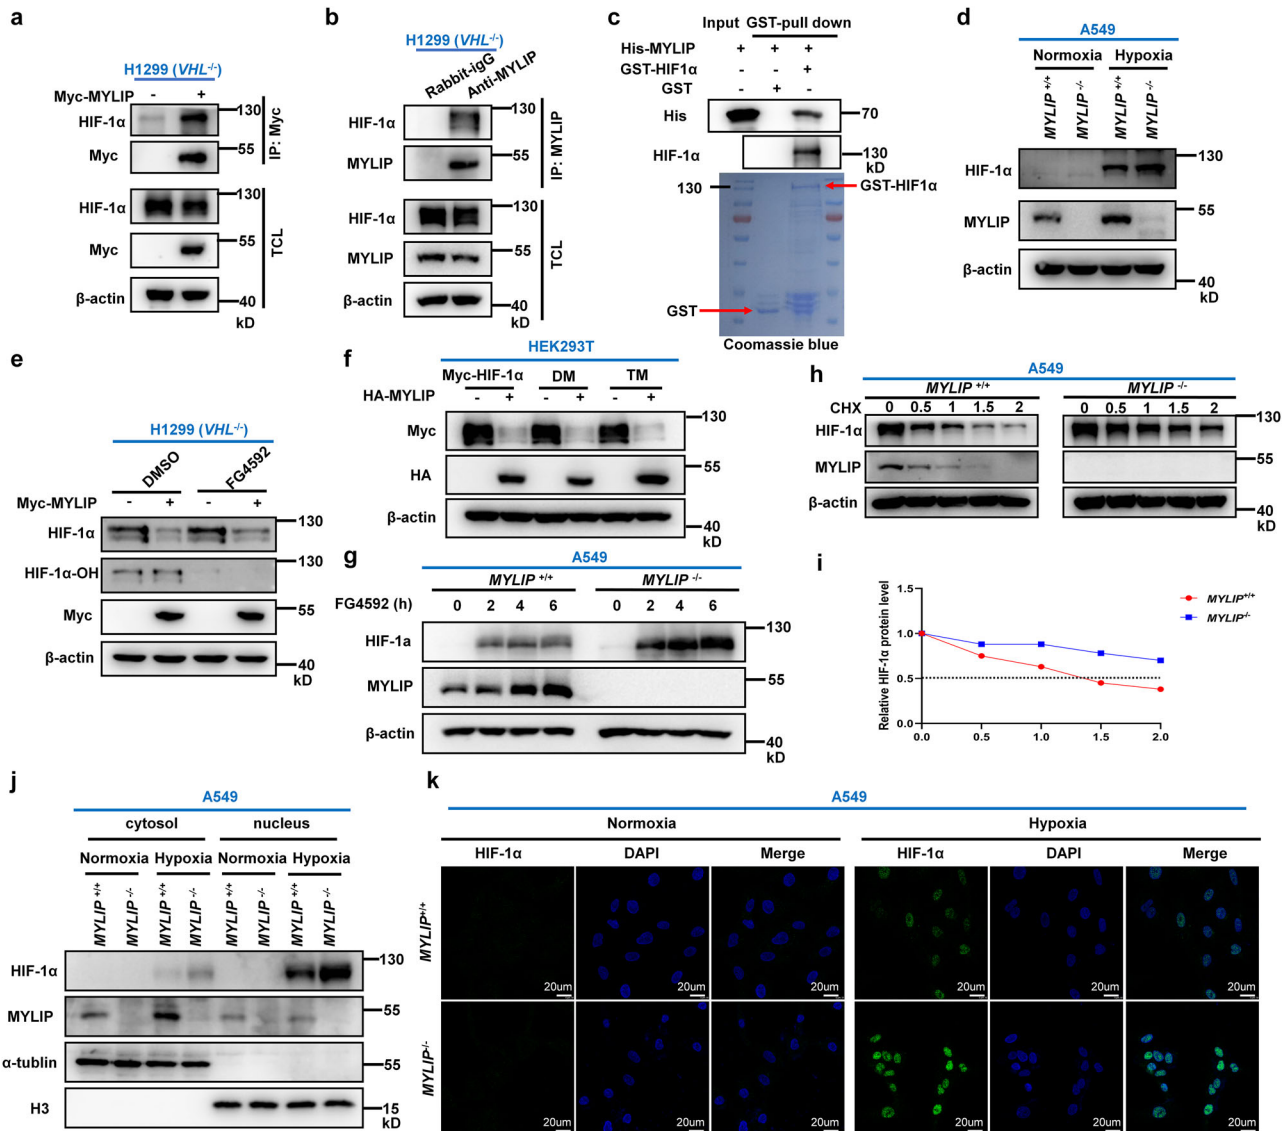 a
H1299 (VHL-/-)
Myc-MYLIP - +
HIF-1α 130
Myc 55
IP: Myc
HIF-1α 130
Myc 55
β-actin 40
kD
TCL
b
H1299 (VHL-/-)
Rabbit-igG Anti-MYLIP
HIF-1α 130
MYLIP 55
IP: MYLIP
HIF-1α 130
MYLIP 55
β-actin 40
kD
TCL
c
Input GST-pull down
His-MYLIP + + +
GST-HIF1α - - +
GST - + -
His 70
HIF-1α 130
kD
130 GST-HIF1α
GST
Coomassie blue
d
A549
Normoxia Hypoxia
MYLIP +/+ MYLIP -/- MYLIP +/+ MYLIP -/-
HIF-1α 130
MYLIP 55
β-actin 40
kD
e
H1299 (VHL-/-)
DMSO FG4592
Myc-MYLIP - + - +
HIF-1α 130
HIF-1α-OH 130
Myc 55
β-actin 40
kD
f
HEK293T
Myc-HIF-1α DM TM
HA-MYLIP - + - + - +
Myc 130
HA 55
β-actin 40
kD
g
A549
MYLIP +/+ MYLIP -/-
FG4592 (h) 0 2 4 6 0 2 4 6
HIF-1a 130
MYLIP 55
β-actin 40
kD
h
A549
MYLIP +/+ MYLIP -/-
CHX 0 0.5 1 1.5 2 0 0.5 1 1.5 2
HIF-1α 130
MYLIP 55
β-actin 40
kD
i
Relative HIF-1α protein level
1.5
1.0
0.5
0.0
0.0 0.5 1.0 1.5 2.0
MYLIP+/+
MYLIP-/-
j
A549
cytosol nucleus
Normoxia Hypoxia Normoxia Hypoxia
MYLIP +/+ MYLIP -/- MYLIP +/+ MYLIP -/- MYLIP +/+ MYLIP -/- MYLIP +/+ MYLIP -/-
HIF-1α 130
MYLIP 55
α-tublin 55
H3 15
kD
k
A549
Normoxia Hypoxia
HIF-1α DAPI Merge HIF-1α DAPI Merge
MYLIP+/+
20um 20um 20um 20um 20um 20um
MYLIP-/-
20um 20um 20um 20um 20um 20um